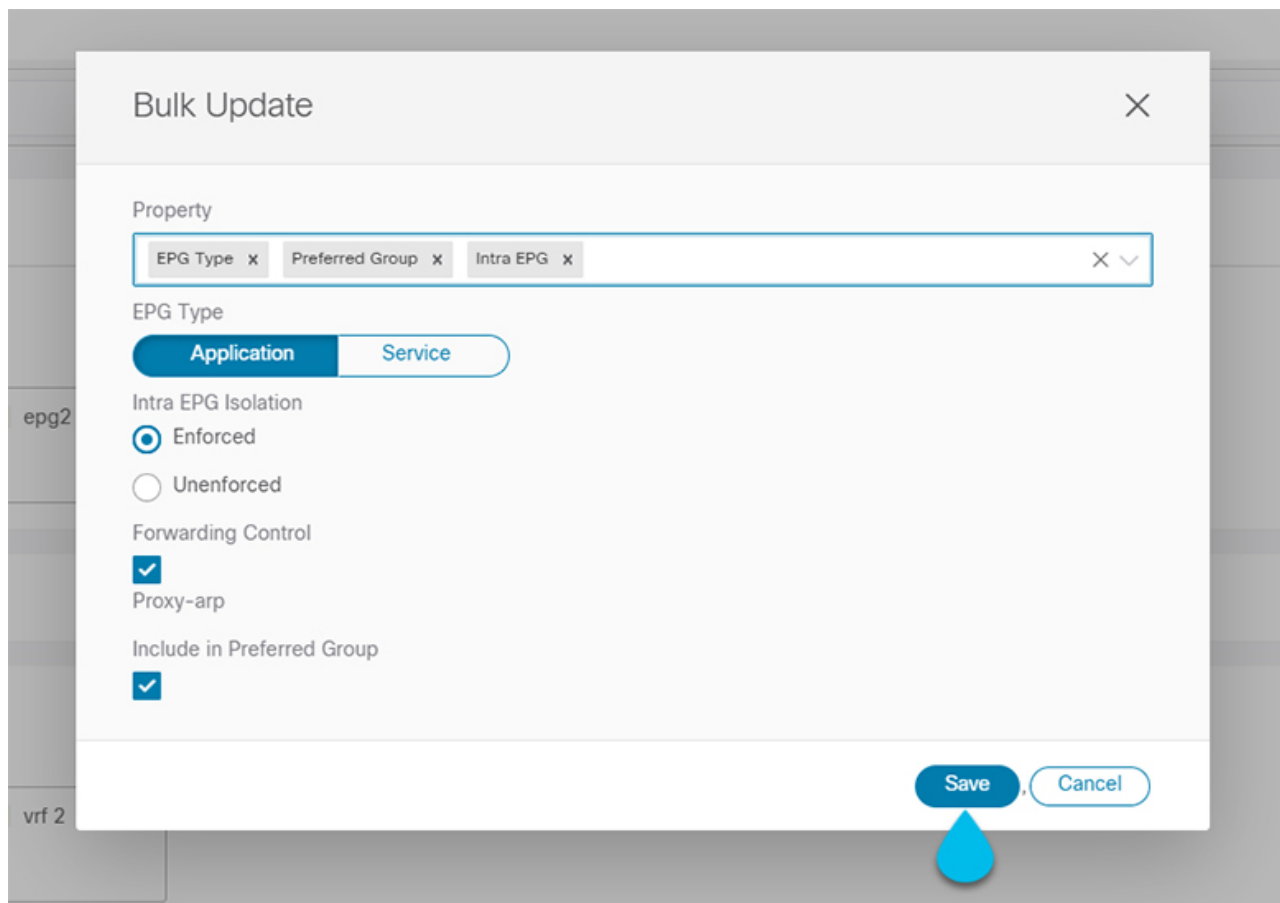 Bulk Update
Property
EPG Type x Preferred Group x Intra EPG x
EPG Type
Application Service
Intra EPG Isolation
Enforced
epg2
Unenforced
Forwarding Control
Proxy-arp
Include in Preferred Group
Save , Cancel
vrf 2